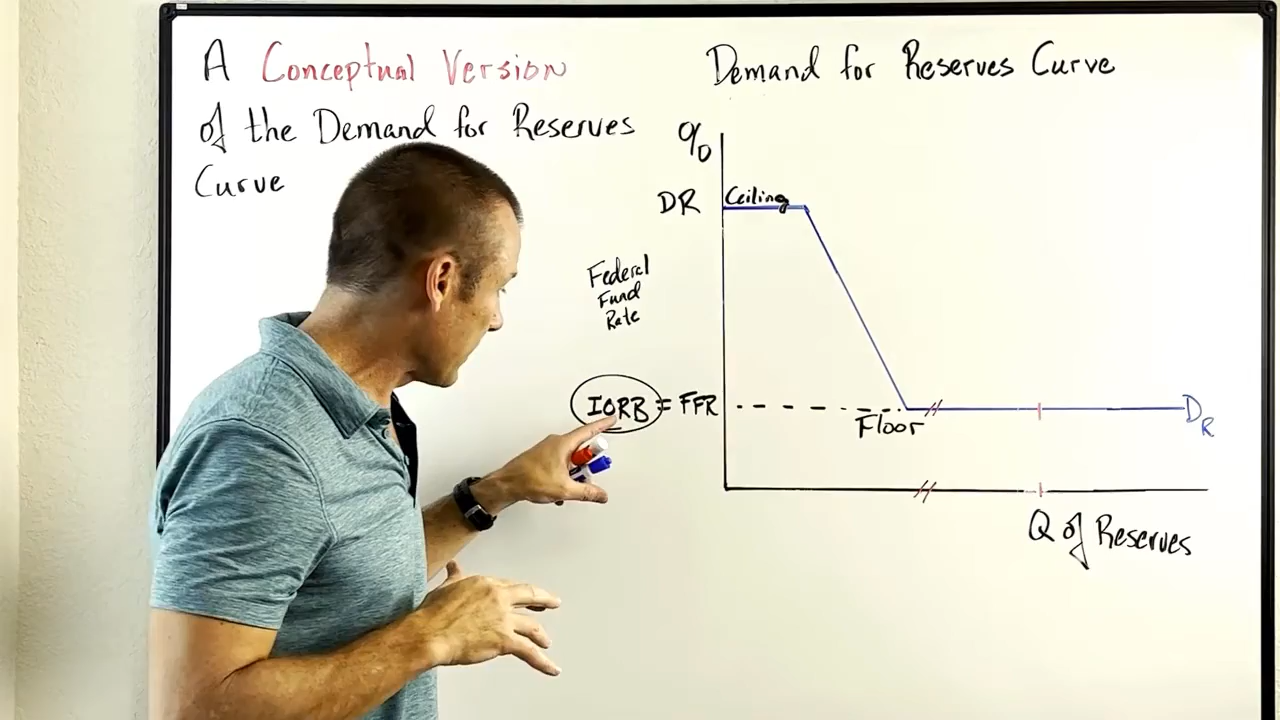 A Conceptual Version
of the Demand for Reserves
Curve
Demand for Reserves Curve
%
DR
Ceiling
Federal
Fund
Rate
IORB = FFR
Floor
DR
Q of Reserves